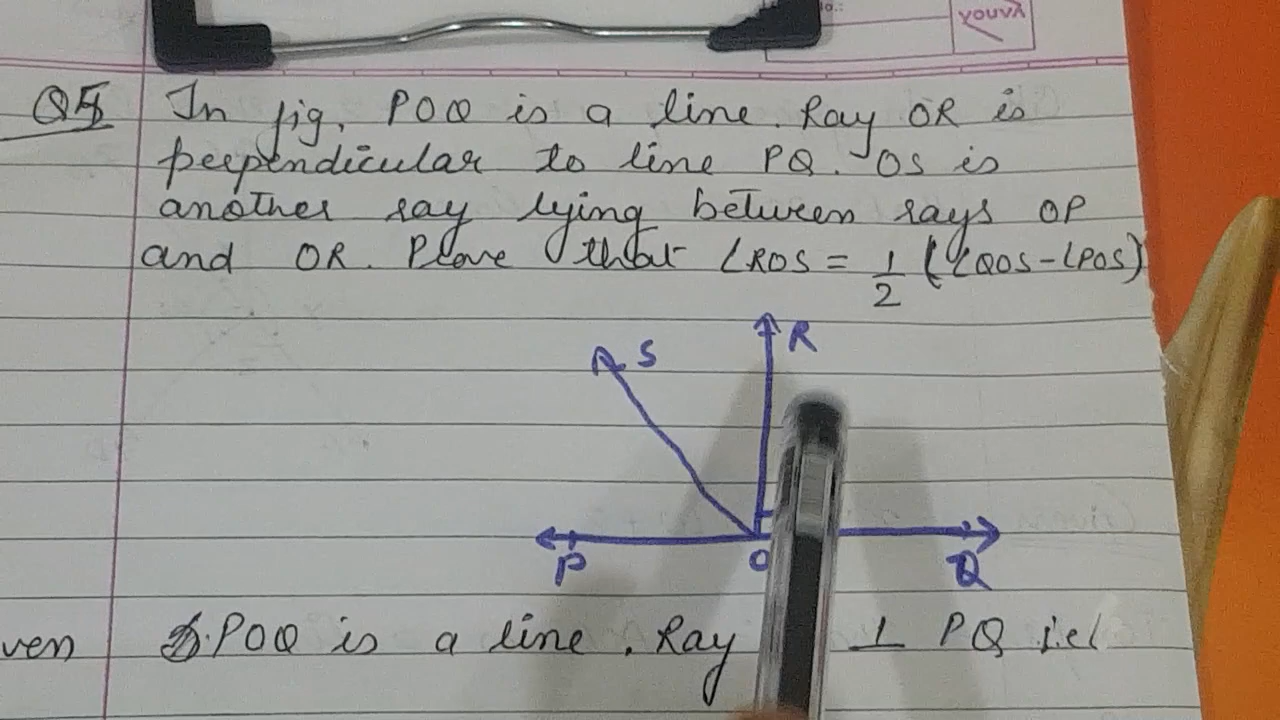 YOUVA
Q5 In fig, POQ is a line. Ray OR is
perpendicular to line PQ. OS is
another ray lying between rays OP
and OR. Prove that ∠ROS = 1/2 (∠QOS-∠POS)
R
S
P
O
Q
ven POQ is a line. Ray ⊥ PQ i.e